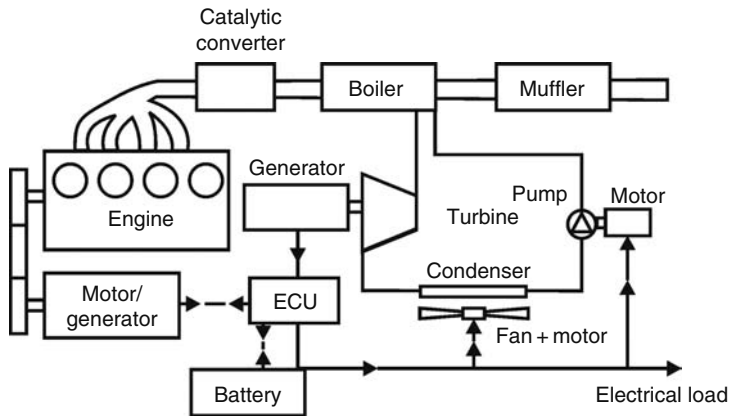 Catalytic
converter
Boiler
Muffler
Generator
Pump
Motor
Engine
Turbine
Condenser
Motor/
generator
ECU
Fan + motor
Battery
Electrical load